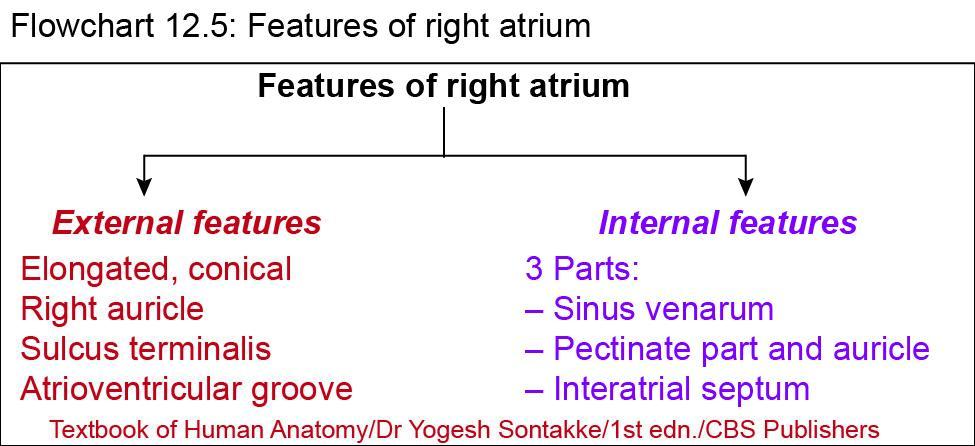 Flowchart 12.5: Features of right atrium
Features of right atrium
External features
Elongated, conical
Right auricle
Sulcus terminalis
Atrioventricular groove
Internal features
3 Parts:
– Sinus venarum
– Pectinate part and auricle
– Interatrial septum
Textbook of Human Anatomy/Dr Yogesh Sontakke/1st edn./CBS Publishers